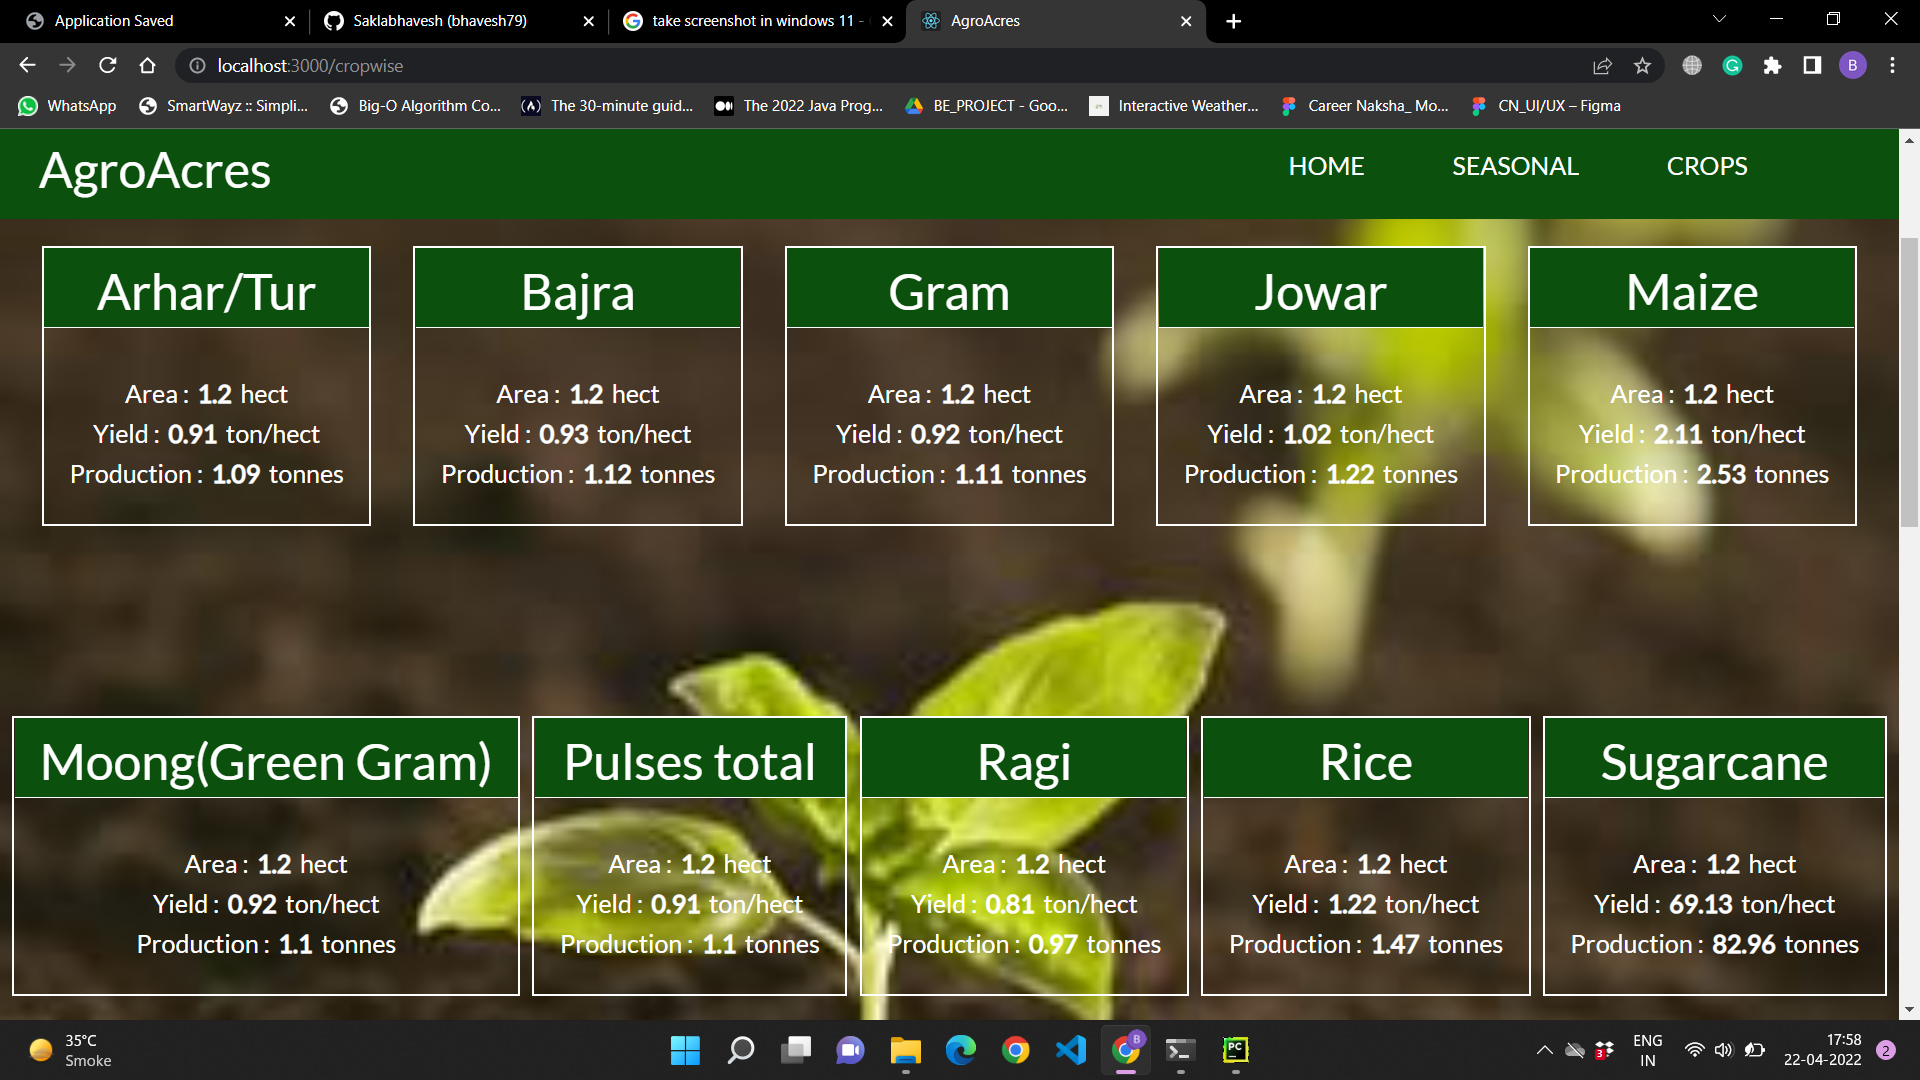 Application Saved
Saklabhavesh (bhavesh79)
take screenshot in windows 11 -
AgroAcres
localhost:3000/cropwise
B
WhatsApp
SmartWayz :: Simpli...
Big-O Algorithm Co...
The 30-minute guid...
The 2022 Java Prog...
BE_PROJECT - Goo...
Interactive Weather...
Career Naksha_ Mo...
CN_UI/UX – Figma
AgroAcres
HOME
SEASONAL
CROPS
Arhar/Tur
Area : 1.2 hect
Yield : 0.91 ton/hect
Production : 1.09 tonnes
Bajra
Area : 1.2 hect
Yield : 0.93 ton/hect
Production : 1.12 tonnes
Gram
Area : 1.2 hect
Yield : 0.92 ton/hect
Production : 1.11 tonnes
Jowar
Area : 1.2 hect
Yield : 1.02 ton/hect
Production : 1.22 tonnes
Maize
Area : 1.2 hect
Yield : 2.11 ton/hect
Production : 2.53 tonnes
Moong(Green Gram)
Area : 1.2 hect
Yield : 0.92 ton/hect
Production : 1.1 tonnes
Pulses total
Area : 1.2 hect
Yield : 0.91 ton/hect
Production : 1.1 tonnes
Ragi
Area : 1.2 hect
Yield : 0.81 ton/hect
Production : 0.97 tonnes
Rice
Area : 1.2 hect
Yield : 1.22 ton/hect
Production : 1.47 tonnes
Sugarcane
Area : 1.2 hect
Yield : 69.13 ton/hect
Production : 82.96 tonnes
35°C
Smoke
B
PC
3
ENG
IN
17:58
22-04-2022
2